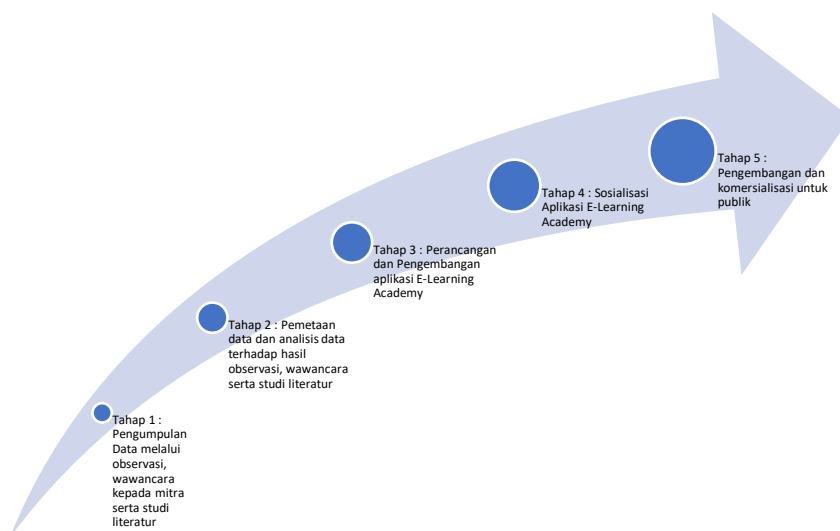 Tahap 1 :
Pengumpulan
Data melalui
observasi,
wawancara
kepada mitra
serta studi
literatur
Tahap 2 : Pemetaan
data dan analisis data
terhadap hasil
observasi, wawancara
serta studi literatur
Tahap 3 : Perancangan
dan Pengembangan
aplikasi E-Learning
Academy
Tahap 4 : Sosialisasi
Aplikasi E-Learning
Academy
Tahap 5 :
Pengembangan dan
komersialisasi untuk
publik